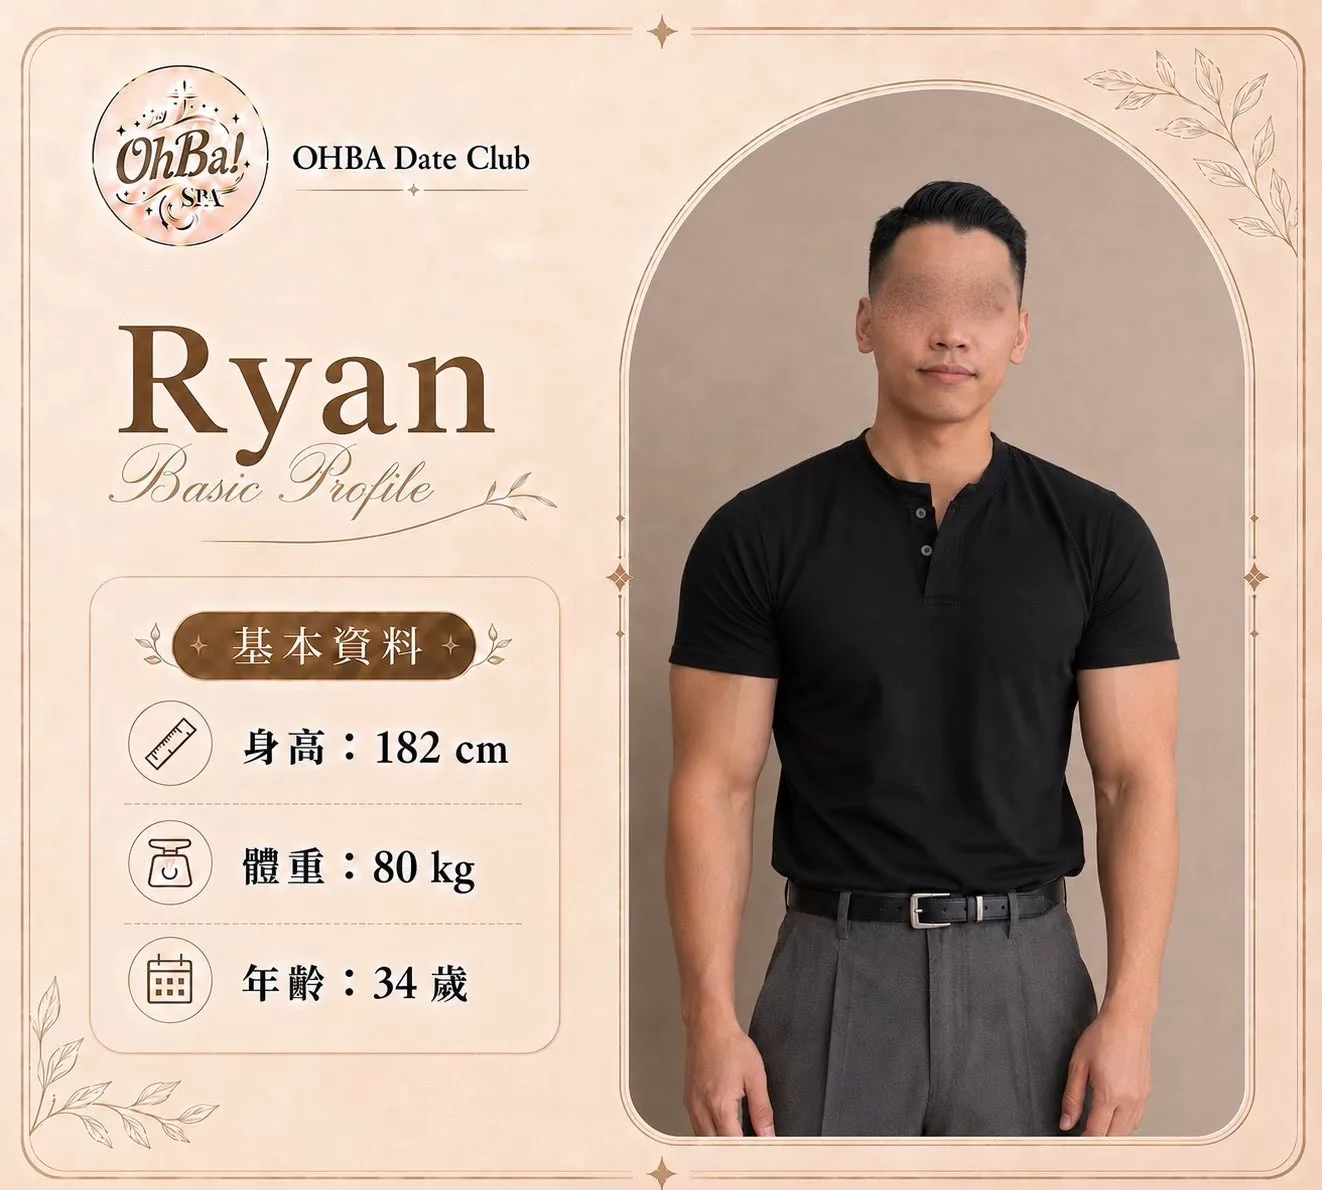 OhBa!
SPA
OHBA Date Club
Ryan
Basic Profile
基本資料
身高：182 cm
體重：80 kg
年齡：34 歲